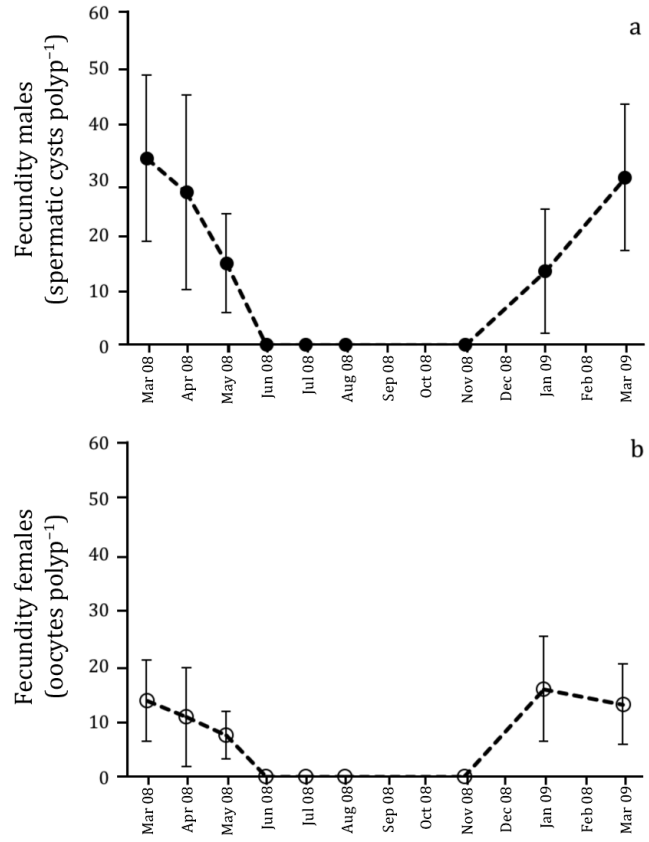 a
Fecundity males
(spermatic cysts polyp⁻¹)
60
50
40
30
20
10
0
Mar 08
Apr 08
May 08
Jun 08
Jul 08
Aug 08
Sep 08
Oct 08
Nov 08
Dec 08
Jan 09
Feb 08
Mar 09
b
Fecundity females
(oocytes polyp⁻¹)
60
50
40
30
20
10
0
Mar 08
Apr 08
May 08
Jun 08
Jul 08
Aug 08
Sep 08
Oct 08
Nov 08
Dec 08
Jan 09
Feb 08
Mar 09